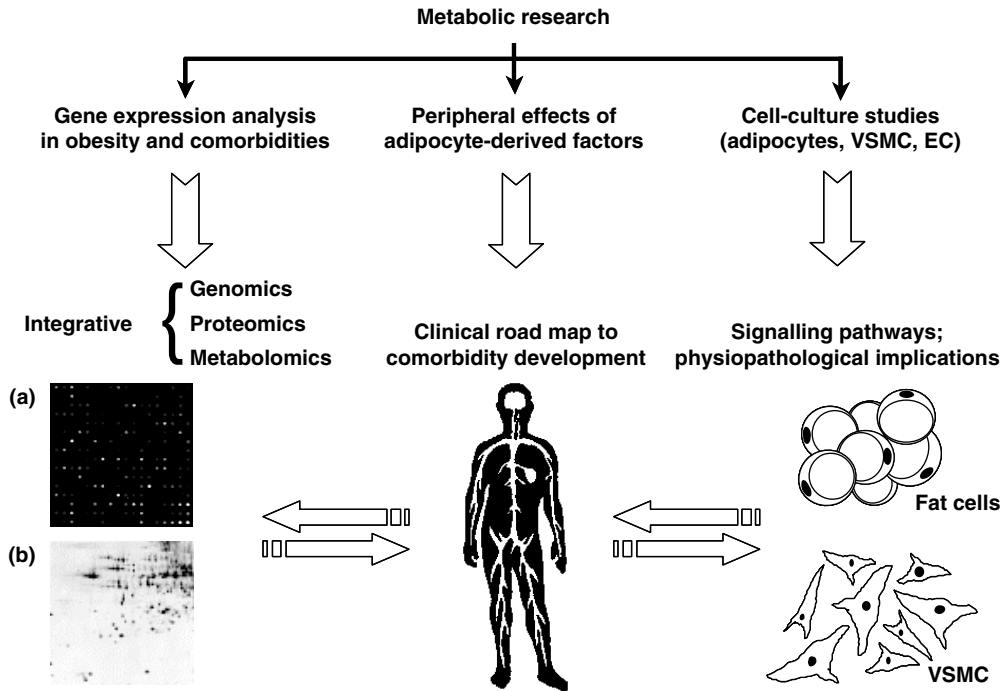 Metabolic research
Gene expression analysis
in obesity and comorbidities
Peripheral effects of
adipocyte-derived factors
Cell-culture studies
(adipocytes, VSMC, EC)
Integrative
Genomics
Proteomics
Metabolomics
Clinical road map to
comorbidity development
Signalling pathways;
physiopathological implications
(a)
Fat cells
(b)
VSMC